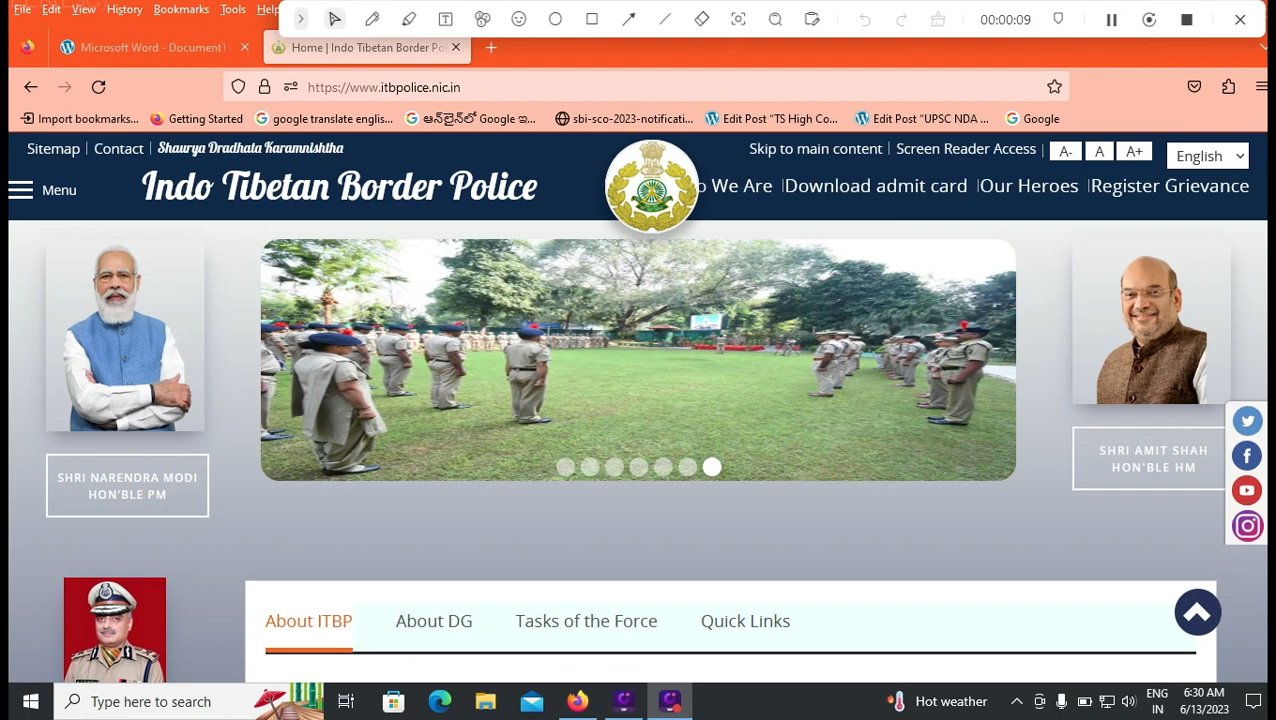 File Edit View History Bookmarks Tools Help
00:00:09
Microsoft Word - Document1 -
Home | Indo Tibetan Border Pol
https://www.itbpolice.nic.in
Import bookmarks...
Getting Started
google translate englis...
ఆన్‌లైన్‌లో Google ఇ...
sbi-sco-2023-notificati...
Edit Post "TS High Co...
Edit Post "UPSC NDA ...
Google
Sitemap | Contact | Shaurya Dradhata Karamnishtha
Skip to main content | Screen Reader Access | A- A A+ English
Menu
Indo Tibetan Border Police
o We Are | Download admit card | Our Heroes | Register Grievance
SHRI NARENDRA MODI
HON'BLE PM
SHRI AMIT SHAH
HON'BLE HM
About ITBP About DG Tasks of the Force Quick Links
Type here to search
Hot weather
ENG
IN
6:30 AM
6/13/2023